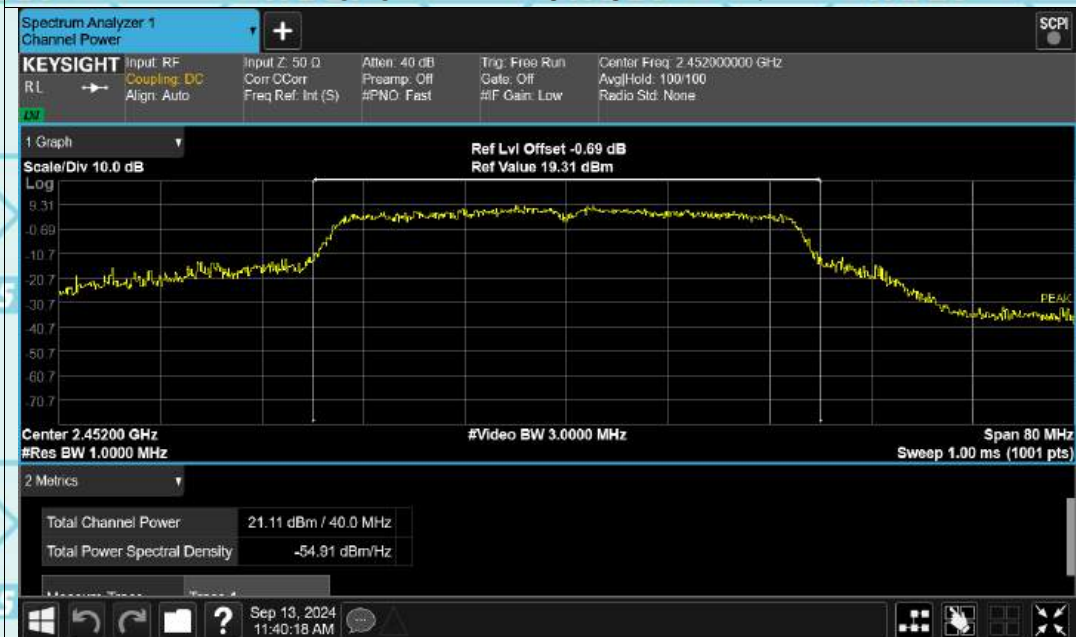 Spectrum Analyzer 1
Channel Power
+
SCPI
KEYSIGHT
RL
Input: RF
Coupling: DC
Align: Auto
Input Z: 50 Ω
Corr CCorr
Freq Ref: Int (S)
Atten: 40 dB
Preamp: Off
#PNO: Fast
Trig: Free Run
Gate: Off
#IF Gain: Low
Center Freq: 2.452000000 GHz
Avg|Hold: 100/100
Radio Std: None
1 Graph
Scale/Div 10.0 dB
Ref Lvl Offset -0.69 dB
Ref Value 19.31 dBm
Log
9.31
-0.69
-10.7
-20.7
-30.7
-40.7
-50.7
-60.7
-70.7
PEAK
Center 2.45200 GHz
#Video BW 3.0000 MHz
Span 80 MHz
#Res BW 1.0000 MHz
Sweep 1.00 ms (1001 pts)
2 Metrics
Total Channel Power 21.11 dBm / 40.0 MHz
Total Power Spectral Density -54.91 dBm/Hz
?
Sep 13, 2024
11:40:18 AM